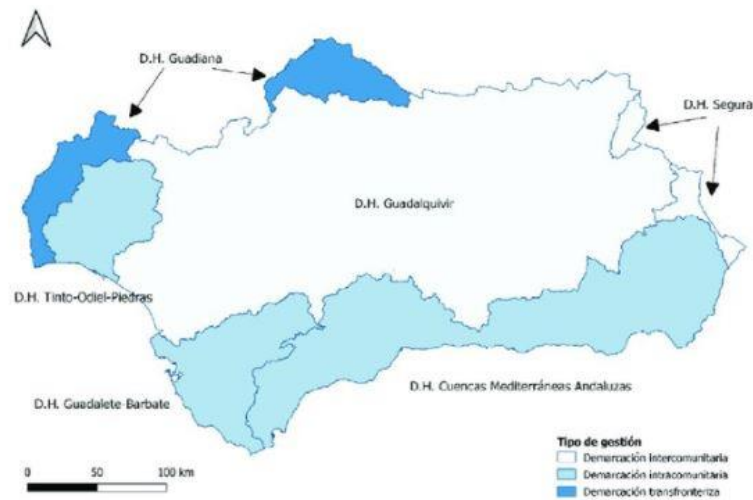 D.H. Guadiana
D.H. Segura
D.H. Guadalquivir
D.H. Tinto-Odiel-Piedras
D.H. Guadalete-Barbate
D.H. Cuencas Mediterráneas Andaluzas
0 50 100 km
Tipo de gestión
Demarcación intercomunitaria
Demarcación intracomunitaria
Demarcación transfronteriza